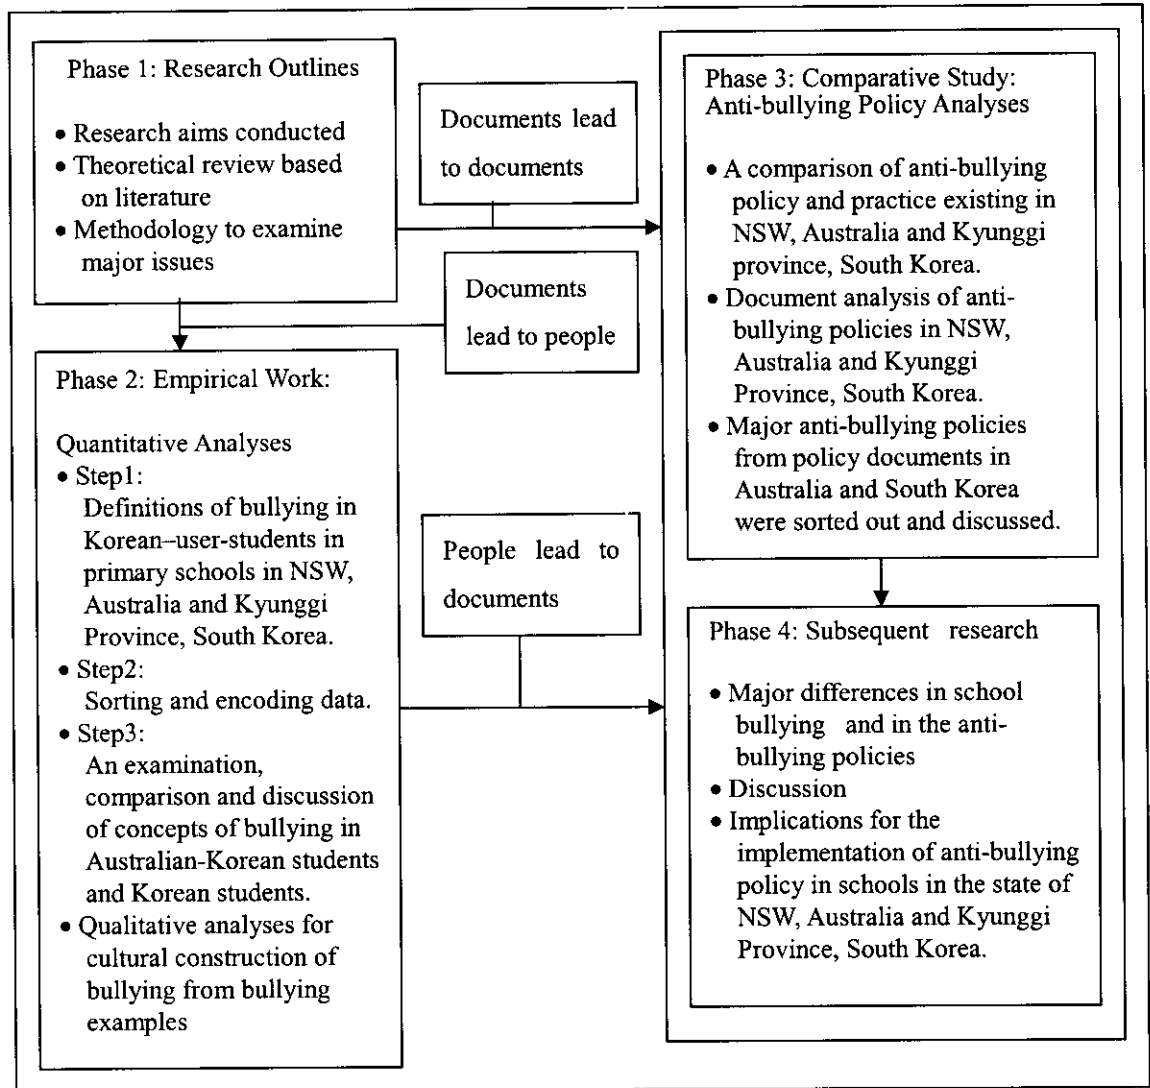 Phase 1: Research Outlines
• Research aims conducted
• Theoretical review based
on literature
• Methodology to examine
major issues
Documents lead
to documents
Documents
lead to people
Phase 2: Empirical Work:
Quantitative Analyses
• Step1:
Definitions of bullying in
Korean–user-students in
primary schools in NSW,
Australia and Kyunggi
Province, South Korea.
• Step2:
Sorting and encoding data.
• Step3:
An examination,
comparison and discussion
of concepts of bullying in
Australian-Korean students
and Korean students.
• Qualitative analyses for
cultural construction of
bullying from bullying
examples
People lead to
documents
Phase 3: Comparative Study:
Anti-bullying Policy Analyses
• A comparison of anti-bullying
policy and practice existing in
NSW, Australia and Kyunggi
province, South Korea.
• Document analysis of anti-
bullying policies in NSW,
Australia and Kyunggi
Province, South Korea.
• Major anti-bullying policies
from policy documents in
Australia and South Korea
were sorted out and discussed.
Phase 4: Subsequent research
• Major differences in school
bullying and in the anti-
bullying policies
• Discussion
• Implications for the
implementation of anti-bullying
policy in schools in the state of
NSW, Australia and Kyunggi
Province, South Korea.